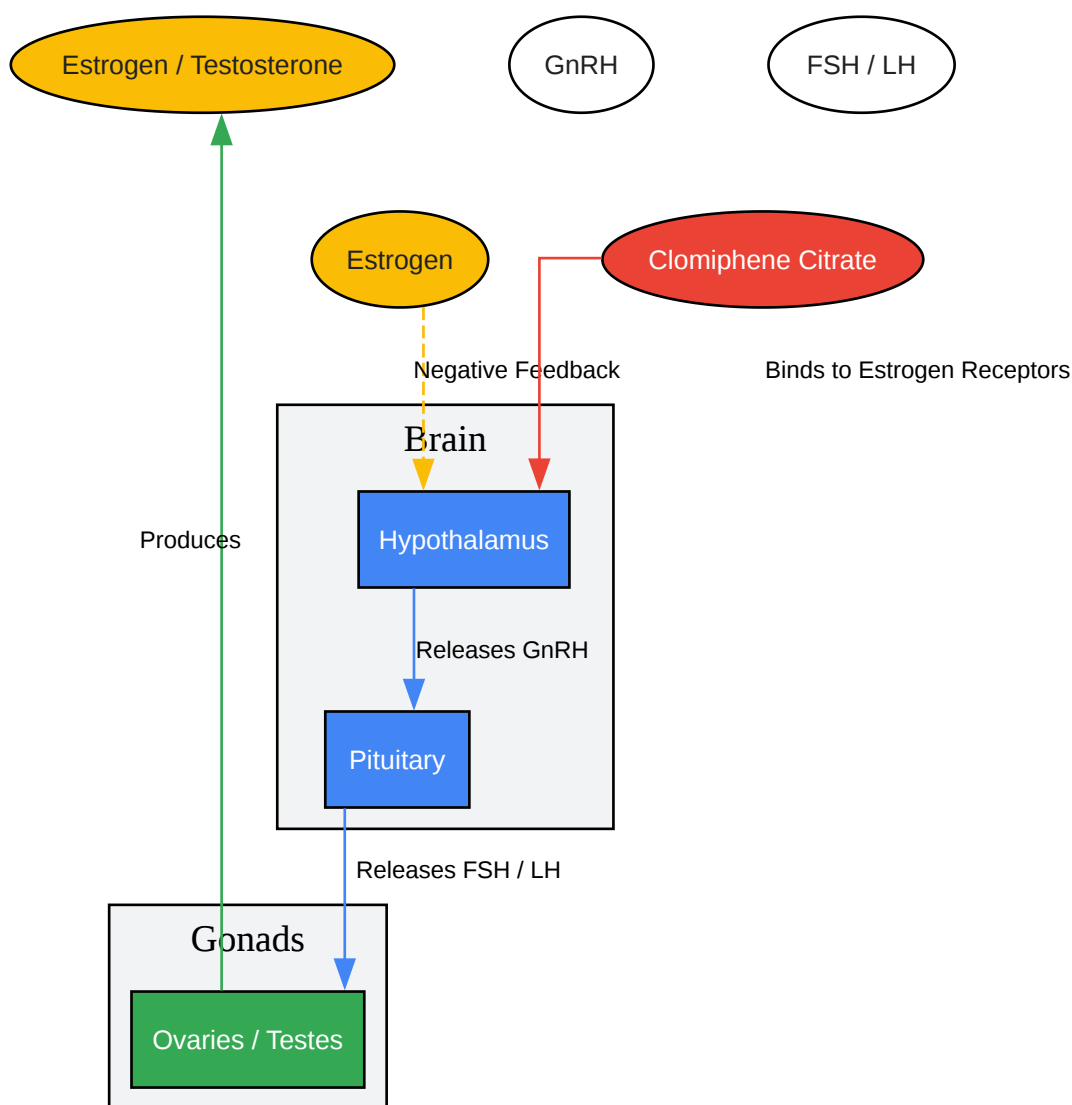 Estrogen / Testosterone
GnRH
FSH / LH
Estrogen
Clomiphene Citrate
Negative Feedback
Binds to Estrogen Receptors
Brain
Hypothalamus
Produces
Releases GnRH
Pituitary
Releases FSH / LH
Gonads
Ovaries / Testes